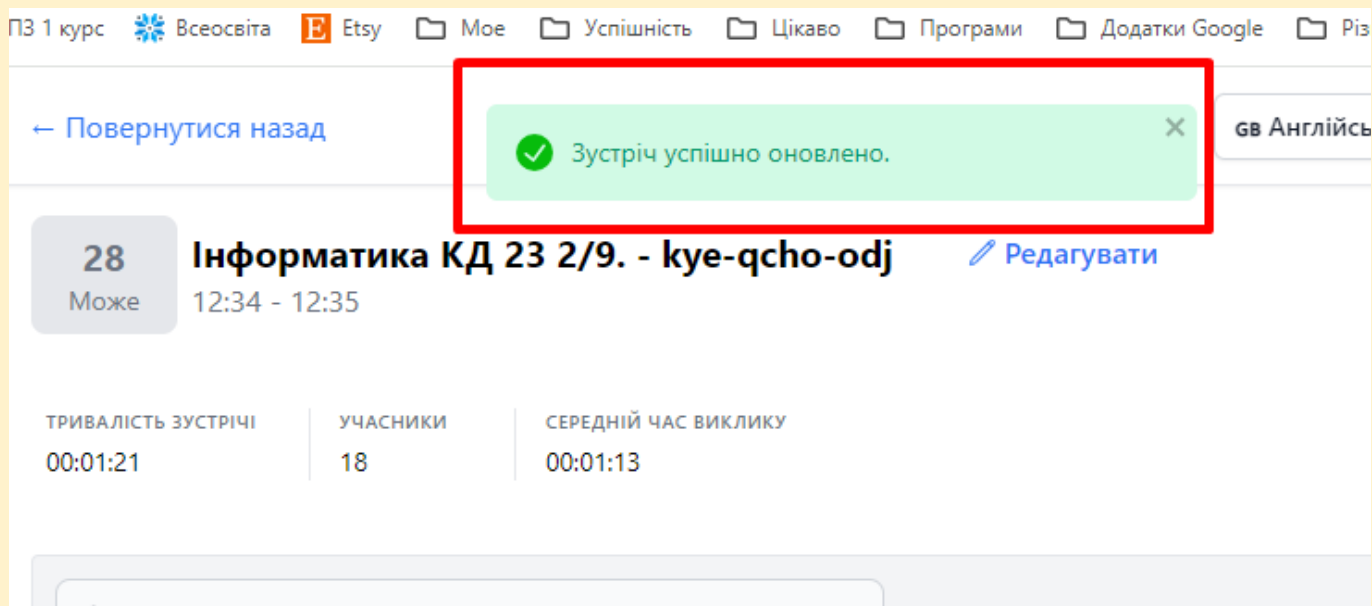 ПЗ 1 курс Всеосвіта Etsy Мое Успішність Цікаво Програми Додатки Google Різ
← Повернутися назад
Зустріч успішно оновлено.
GB Англійсь
28
Може
Інформатика КД 23 2/9. - kye-qcho-odj
Редагувати
12:34 - 12:35
ТРИВАЛІСТЬ ЗУСТРІЧІ УЧАСНИКИ СЕРЕДНІЙ ЧАС ВИКЛИКУ
00:01:21 18 00:01:13